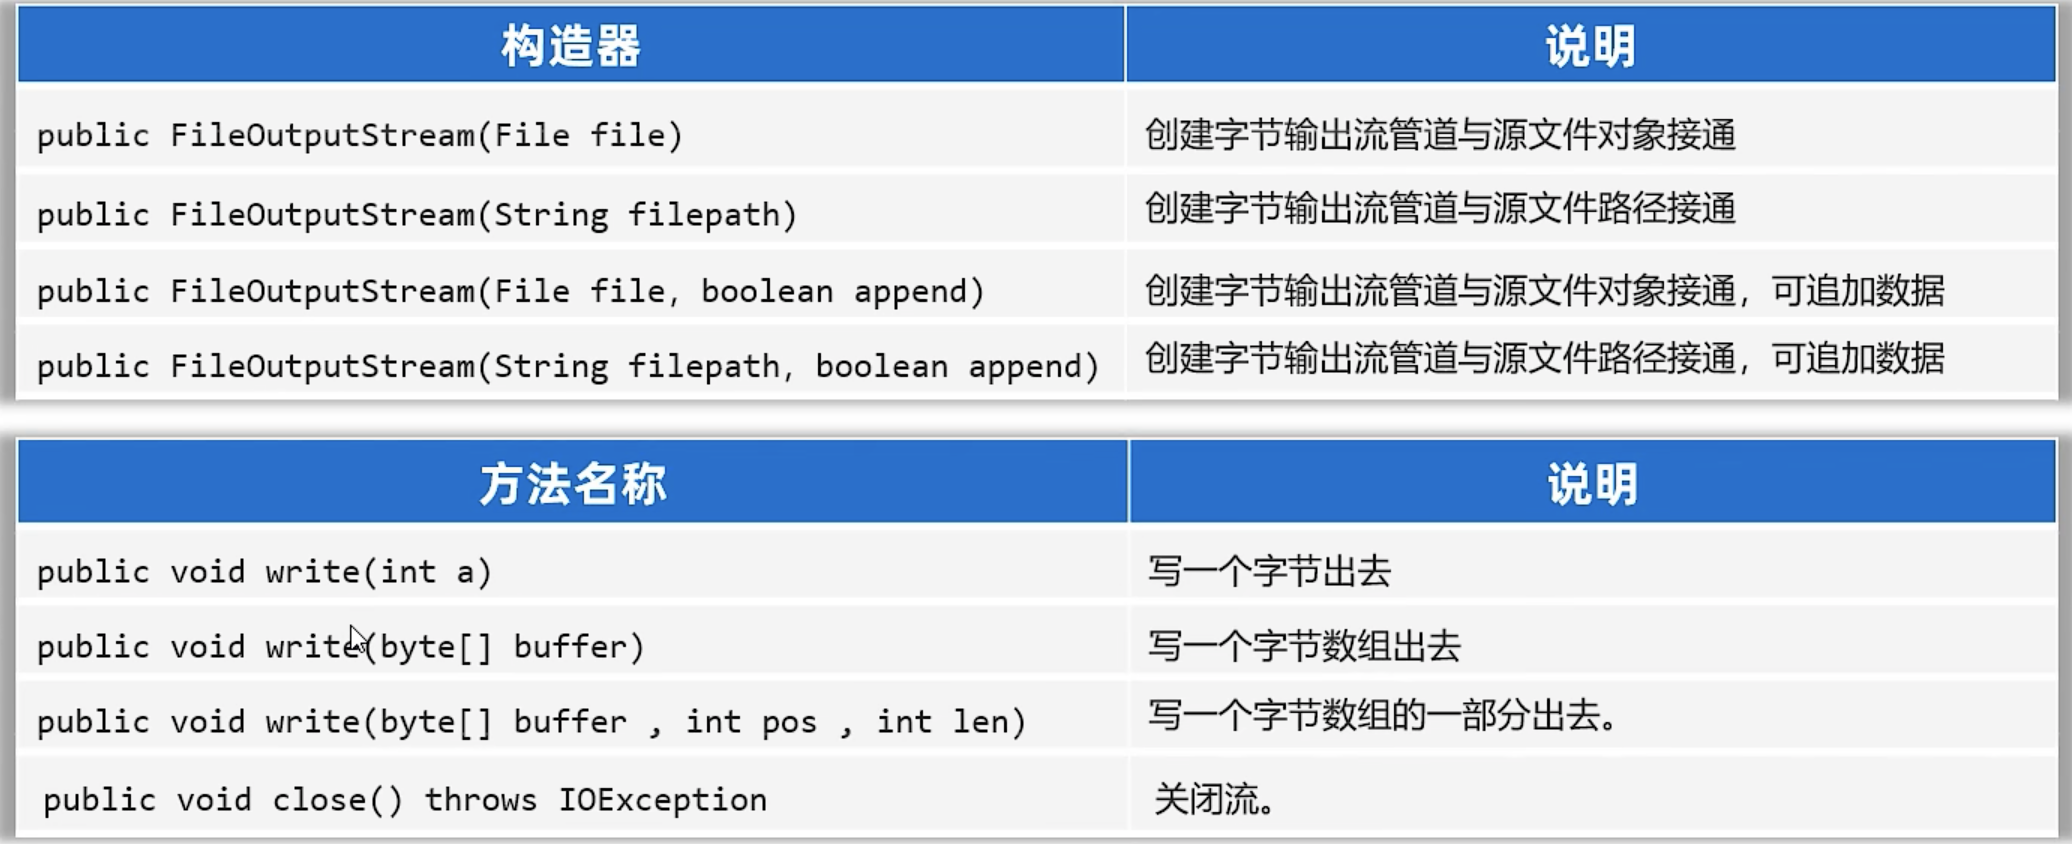 构造器 说明
public FileOutputStream(File file) 创建字节输出流管道与源文件对象接通
public FileOutputStream(String filepath) 创建字节输出流管道与源文件路径接通
public FileOutputStream(File file, boolean append) 创建字节输出流管道与源文件对象接通，可追加数据
public FileOutputStream(String filepath, boolean append) 创建字节输出流管道与源文件路径接通，可追加数据
方法名称 说明
public void write(int a) 写一个字节出去
public void write(byte[] buffer) 写一个字节数组出去
public void write(byte[] buffer , int pos , int len) 写一个字节数组的一部分出去。
public void close() throws IOException 关闭流。